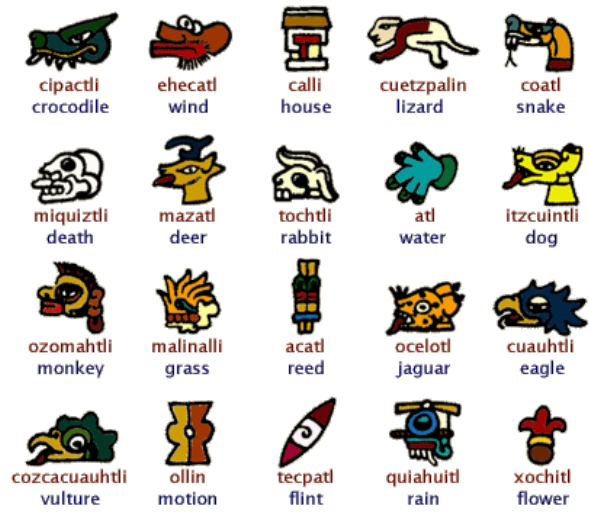 cipactli ehecatl calli cuetzpalin coatl
crocodile wind house lizard snake
miquiztli mazatl tochtli atl itzcuintli
death deer rabbit water dog
ozomahtli malinalli acatl ocelotl cuauhtli
monkey grass reed jaguar eagle
cozcacuauhtli ollin tecpatl quiahuitl xochitl
vulture motion flint rain flower